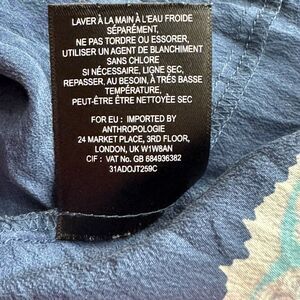 LAVER À LA MAIN À L'EAU FROIDE
SÉPARÉMENT,
NE PAS TORDRE OU ESSORER,
UTILISER UN AGENT DE BLANCHIMENT
SANS CHLORE
SI NÉCESSAIRE, LIGNE SEC,
REPASSER, AU BESOIN, À TRÈS BASSE
TEMPÉRATURE,
PEUT-ÊTRE ÊTRE NETTOYÉE SEC
FOR EU : IMPORTED BY
ANTHROPOLOGIE
24 MARKET PLACE, 3RD FLOOR,
LONDON, UK W1W8AN
CIF : VAT No. GB 684936382
31ADOJT259C